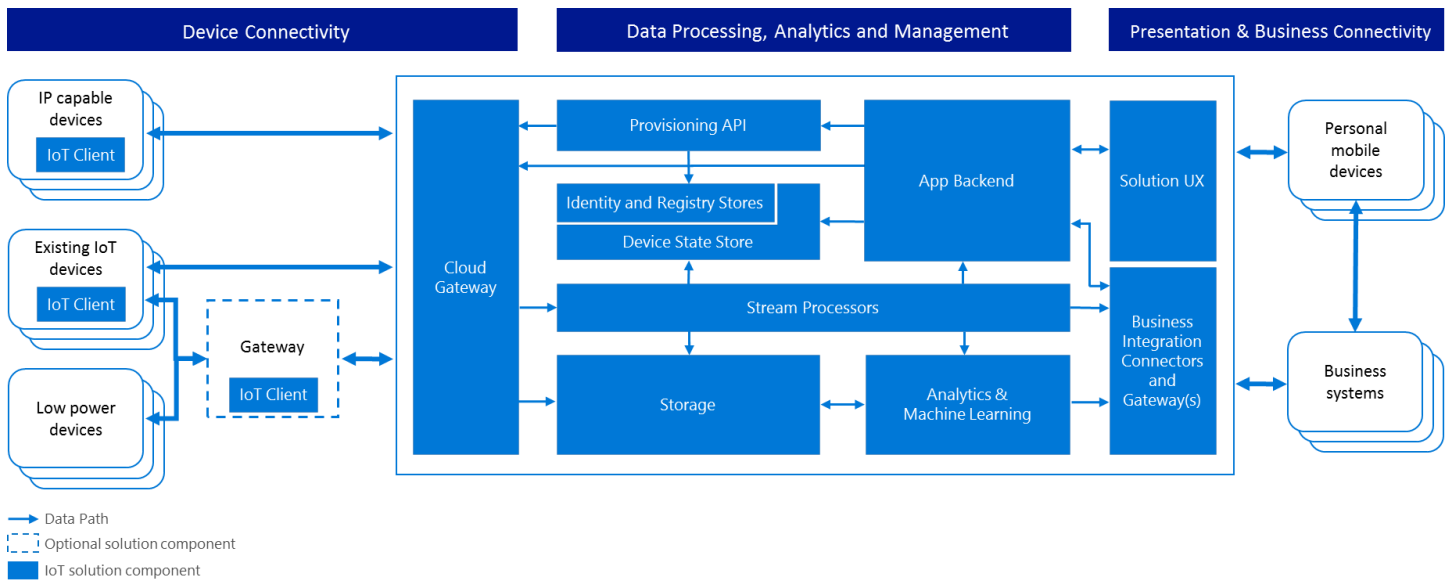 Device Connectivity
Data Processing, Analytics and Management
Presentation & Business Connectivity
IP capable
devices
IoT Client
Existing IoT
devices
IoT Client
Low power
devices
Gateway
IoT Client
Cloud
Gateway
Provisioning API
Identity and Registry Stores
Device State Store
App Backend
Stream Processors
Storage
Analytics &
Machine Learning
Solution UX
Business
Integration
Connectors
and
Gateway(s)
Personal
mobile
devices
Business
systems
Data Path
Optional solution component
IoT solution component